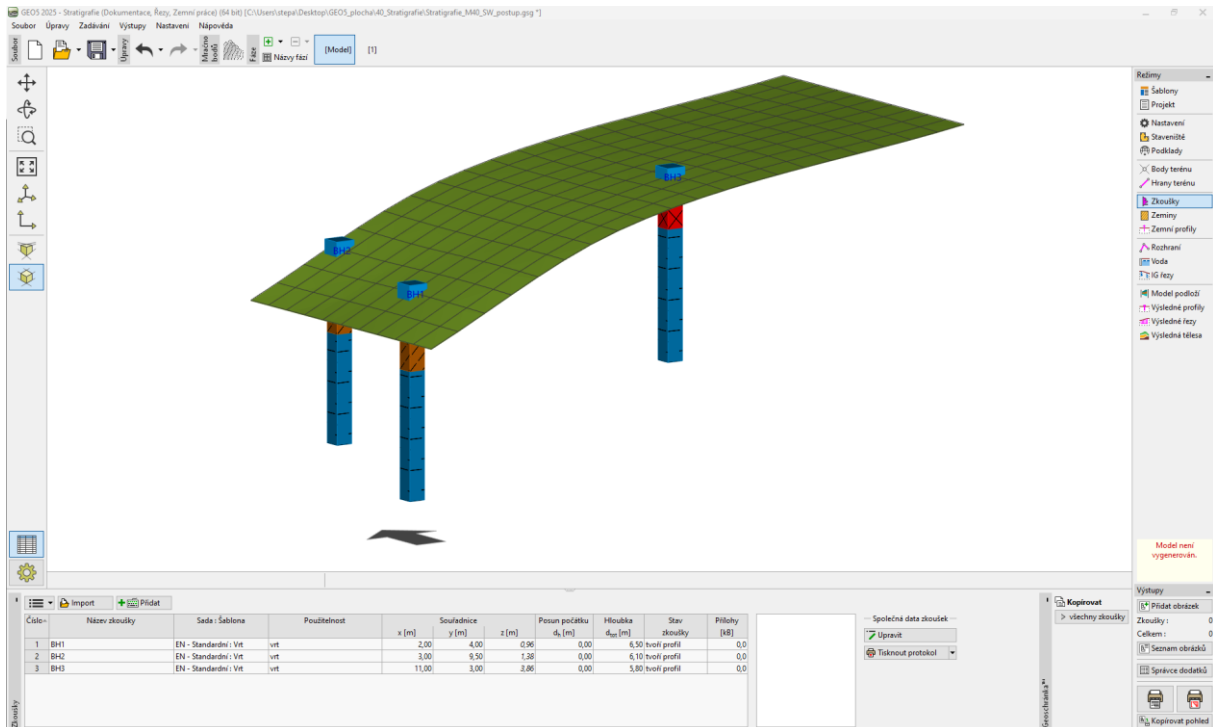 GEO5 2025 - Stratigrafie (Dokumentace, Řezy, Zemní práce) (64 bit) [C:\Users\stepa\Desktop\GEO5_plocha\40_Stratigrafie\Stratigrafie_M40_SW_postup.gsg *]
Soubor Úpravy Zadávání Výstupy Nastavení Nápověda
Soubor
Úpravy
Mračno bodů
Fáze
Názvy fází
[Model]
[1]
BH3
BH2
BH1
Režimy
Šablony
Projekt
Nastavení
Staveniště
Podklady
Body terénu
Hrany terénu
Zkoušky
Zeminy
Zemní profily
Rozhraní
Voda
IG řezy
Model podloží
Výsledné profily
Výsledné řezy
Výsledná tělesa
Model není
vygenerován.
Výstupy
Přidat obrázek
Zkoušky : 0
Celkem : 0
Seznam obrázků
Správce dodatků
Kopírovat pohled
Zkoušky
Import Přidat
Číslo Název zkoušky Sada : Šablona Použitelnost Souřadnice Posun počátku Hloubka Stav Přílohy
x [m] y [m] z [m] dh [m] dtot [m] zkoušky [kB]
1 BH1 EN - Standardní : Vrt vrt 2,00 4,00 0,96 0,00 6,50 tvoří profil 0,0
2 BH2 EN - Standardní : Vrt vrt 3,00 9,50 1,38 0,00 6,10 tvoří profil 0,0
3 BH3 EN - Standardní : Vrt vrt 11,00 3,00 3,86 0,00 5,80 tvoří profil 0,0
Společná data zkoušek
Upravit
Tisknout protokol
Geoschránka™
Kopírovat
> všechny zkoušky